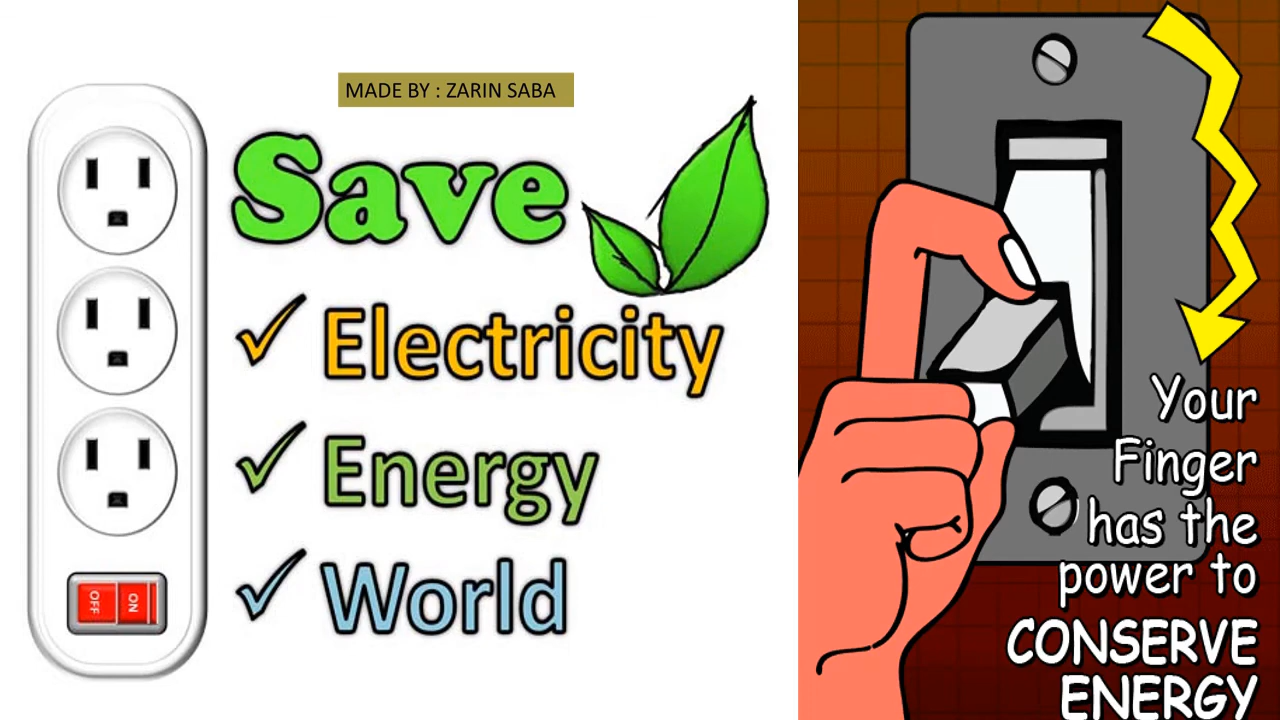 MADE BY : ZARIN SABA
Save
Electricity
Energy
World
OFF
ON
Your
Finger
has the
power to
CONSERVE
ENERGY